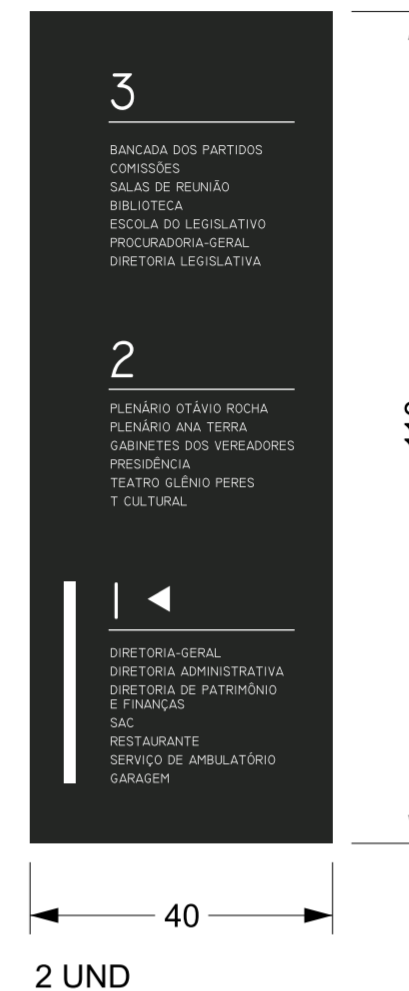 3
BANCADA DOS PARTIDOS
COMISSÕES
SALAS DE REUNIÃO
BIBLIOTECA
ESCOLA DO LEGISLATIVO
PROCURADORIA-GERAL
DIRETORIA LEGISLATIVA
2
PLENÁRIO OTÁVIO ROCHA
PLENÁRIO ANA TERRA
GABINETES DOS VEREADORES
PRESIDÊNCIA
TEATRO GLÊNIO PERES
T CULTURAL
1
DIRETORIA-GERAL
DIRETORIA ADMINISTRATIVA
DIRETORIA DE PATRIMÔNIO
E FINANÇAS
SAC
RESTAURANTE
SERVIÇO DE AMBULATÓRIO
GARAGEM
40
2 UND